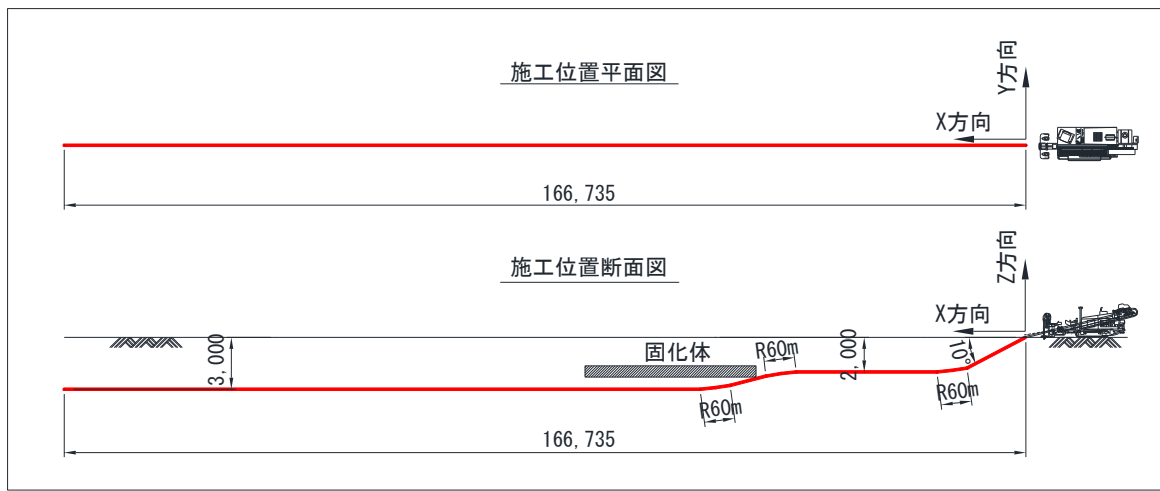 施工位置平面図
Y方向
X方向
166,735
施工位置断面図
Z方向
X方向
3,000
固化体
R60m
2,000
10°
R60m
R60m
166,735